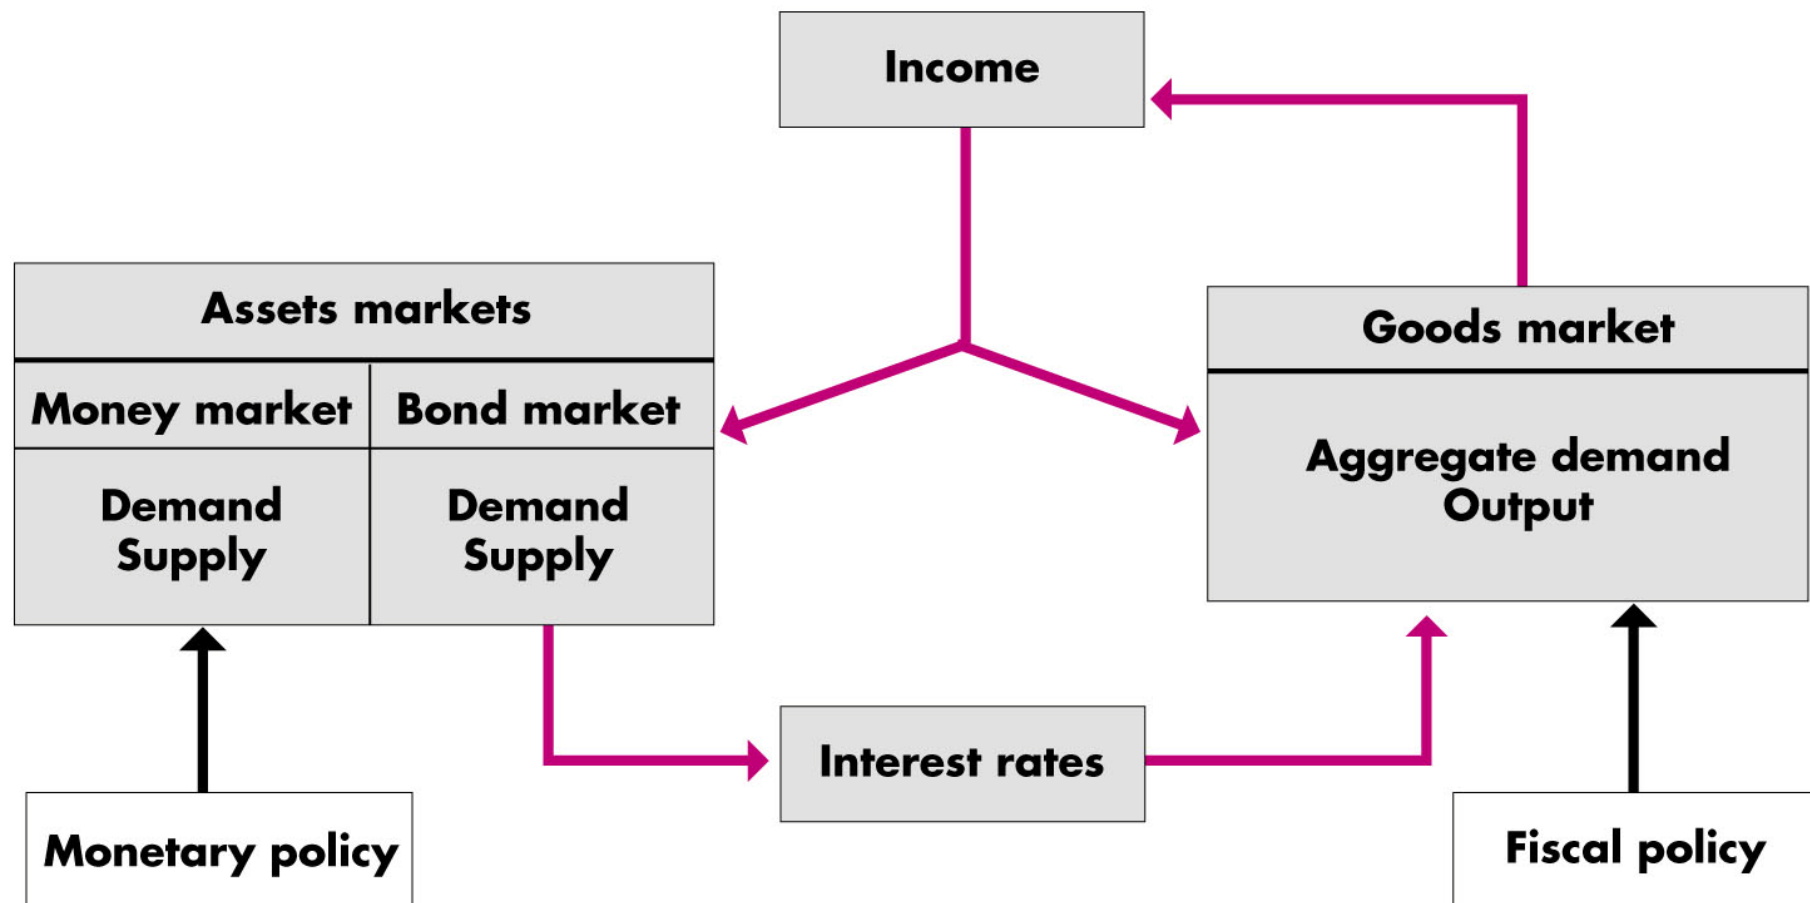 Income
Assets markets
Money market
Bond market
Demand
Supply
Demand
Supply
Goods market
Aggregate demand
Output
Interest rates
Monetary policy
Fiscal policy